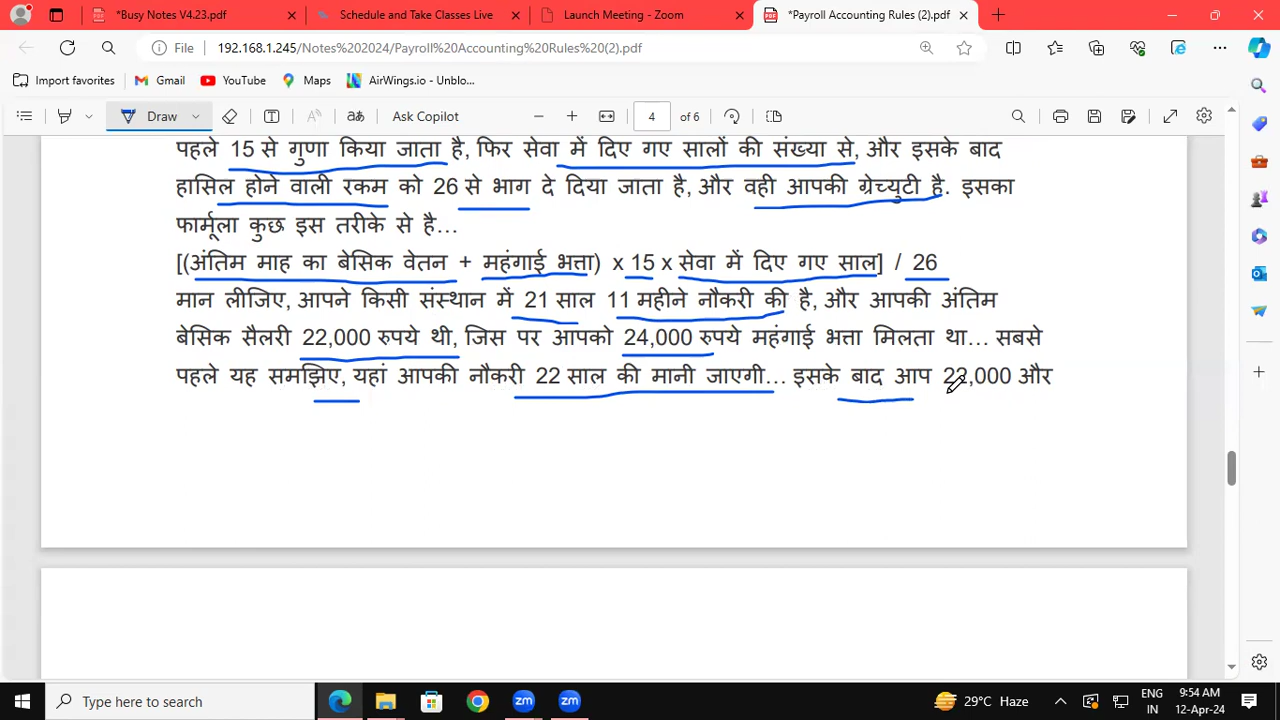 *Busy Notes V4.23.pdf
Schedule and Take Classes Live
Launch Meeting - Zoom
*Payroll Accounting Rules (2).pdf
File
192.168.1.245/Notes%202024/Payroll%20Accounting%20Rules%20(2).pdf
Import favorites
Gmail
YouTube
Maps
AirWings.io - Unblo...
Draw
aあ
Ask Copilot
4 of 6
पहले 15 से गुणा किया जाता है, फिर सेवा में दिए गए सालों की संख्या से, और इसके बाद
हासिल होने वाली रकम को 26 से भाग दे दिया जाता है, और वही आपकी ग्रेच्युटी है. इसका
फार्मूला कुछ इस तरीके से है...
[(अंतिम माह का बेसिक वेतन + महंगाई भत्ता) x 15 x सेवा में दिए गए साल] / 26
मान लीजिए, आपने किसी संस्थान में 21 साल 11 महीने नौकरी की है, और आपकी अंतिम
बेसिक सैलरी 22,000 रुपये थी, जिस पर आपको 24,000 रुपये महंगाई भत्ता मिलता था... सबसे
पहले यह समझिए, यहां आपकी नौकरी 22 साल की मानी जाएगी... इसके बाद आप 22,000 और
Type here to search
zm
zm
29°C Haze
ENG
IN
9:54 AM
12-Apr-24